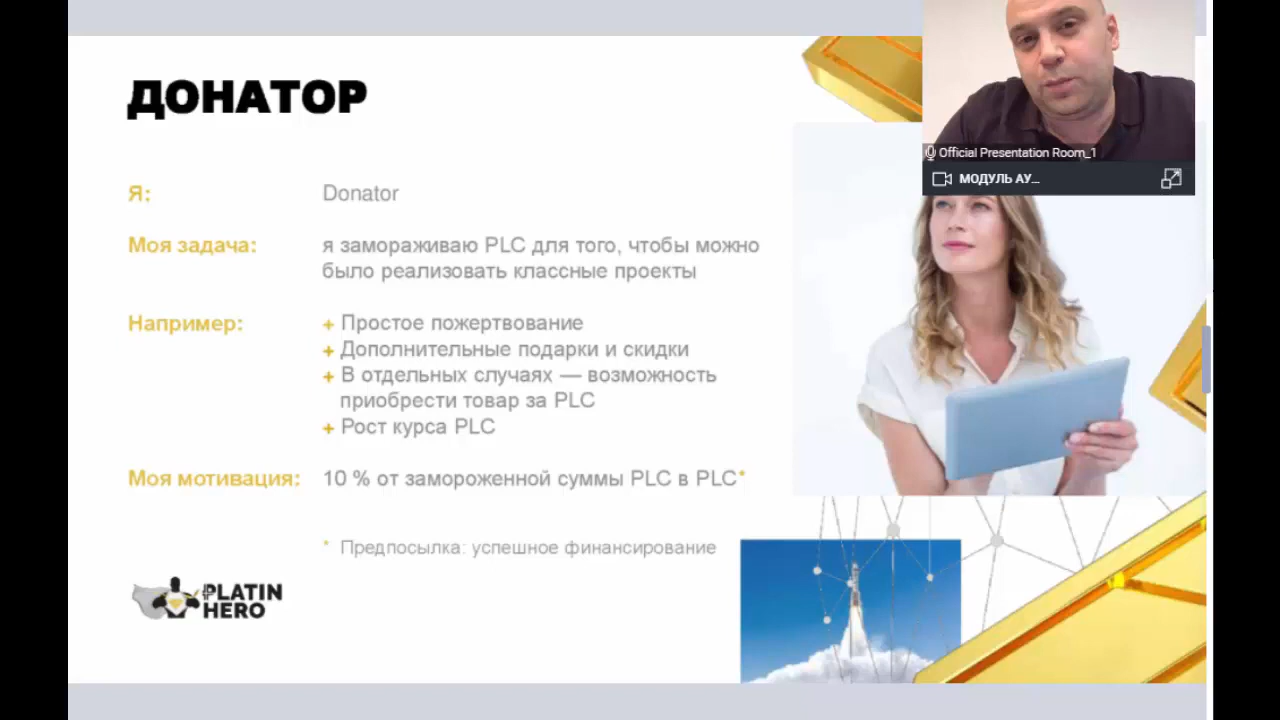 ДОНАТОР
Official Presentation Room_1
МОДУЛЬ АУ...
Я: Donator
Моя задача: я замораживаю PLC для того, чтобы можно
было реализовать классные проекты
Например: + Простое пожертвование
+ Дополнительные подарки и скидки
+ В отдельных случаях — возможность
приобрести товар за PLC
+ Рост курса PLC
Моя мотивация: 10 % от замороженной суммы PLC в PLC*
* Предпосылка: успешное финансирование
PLATIN
HERO